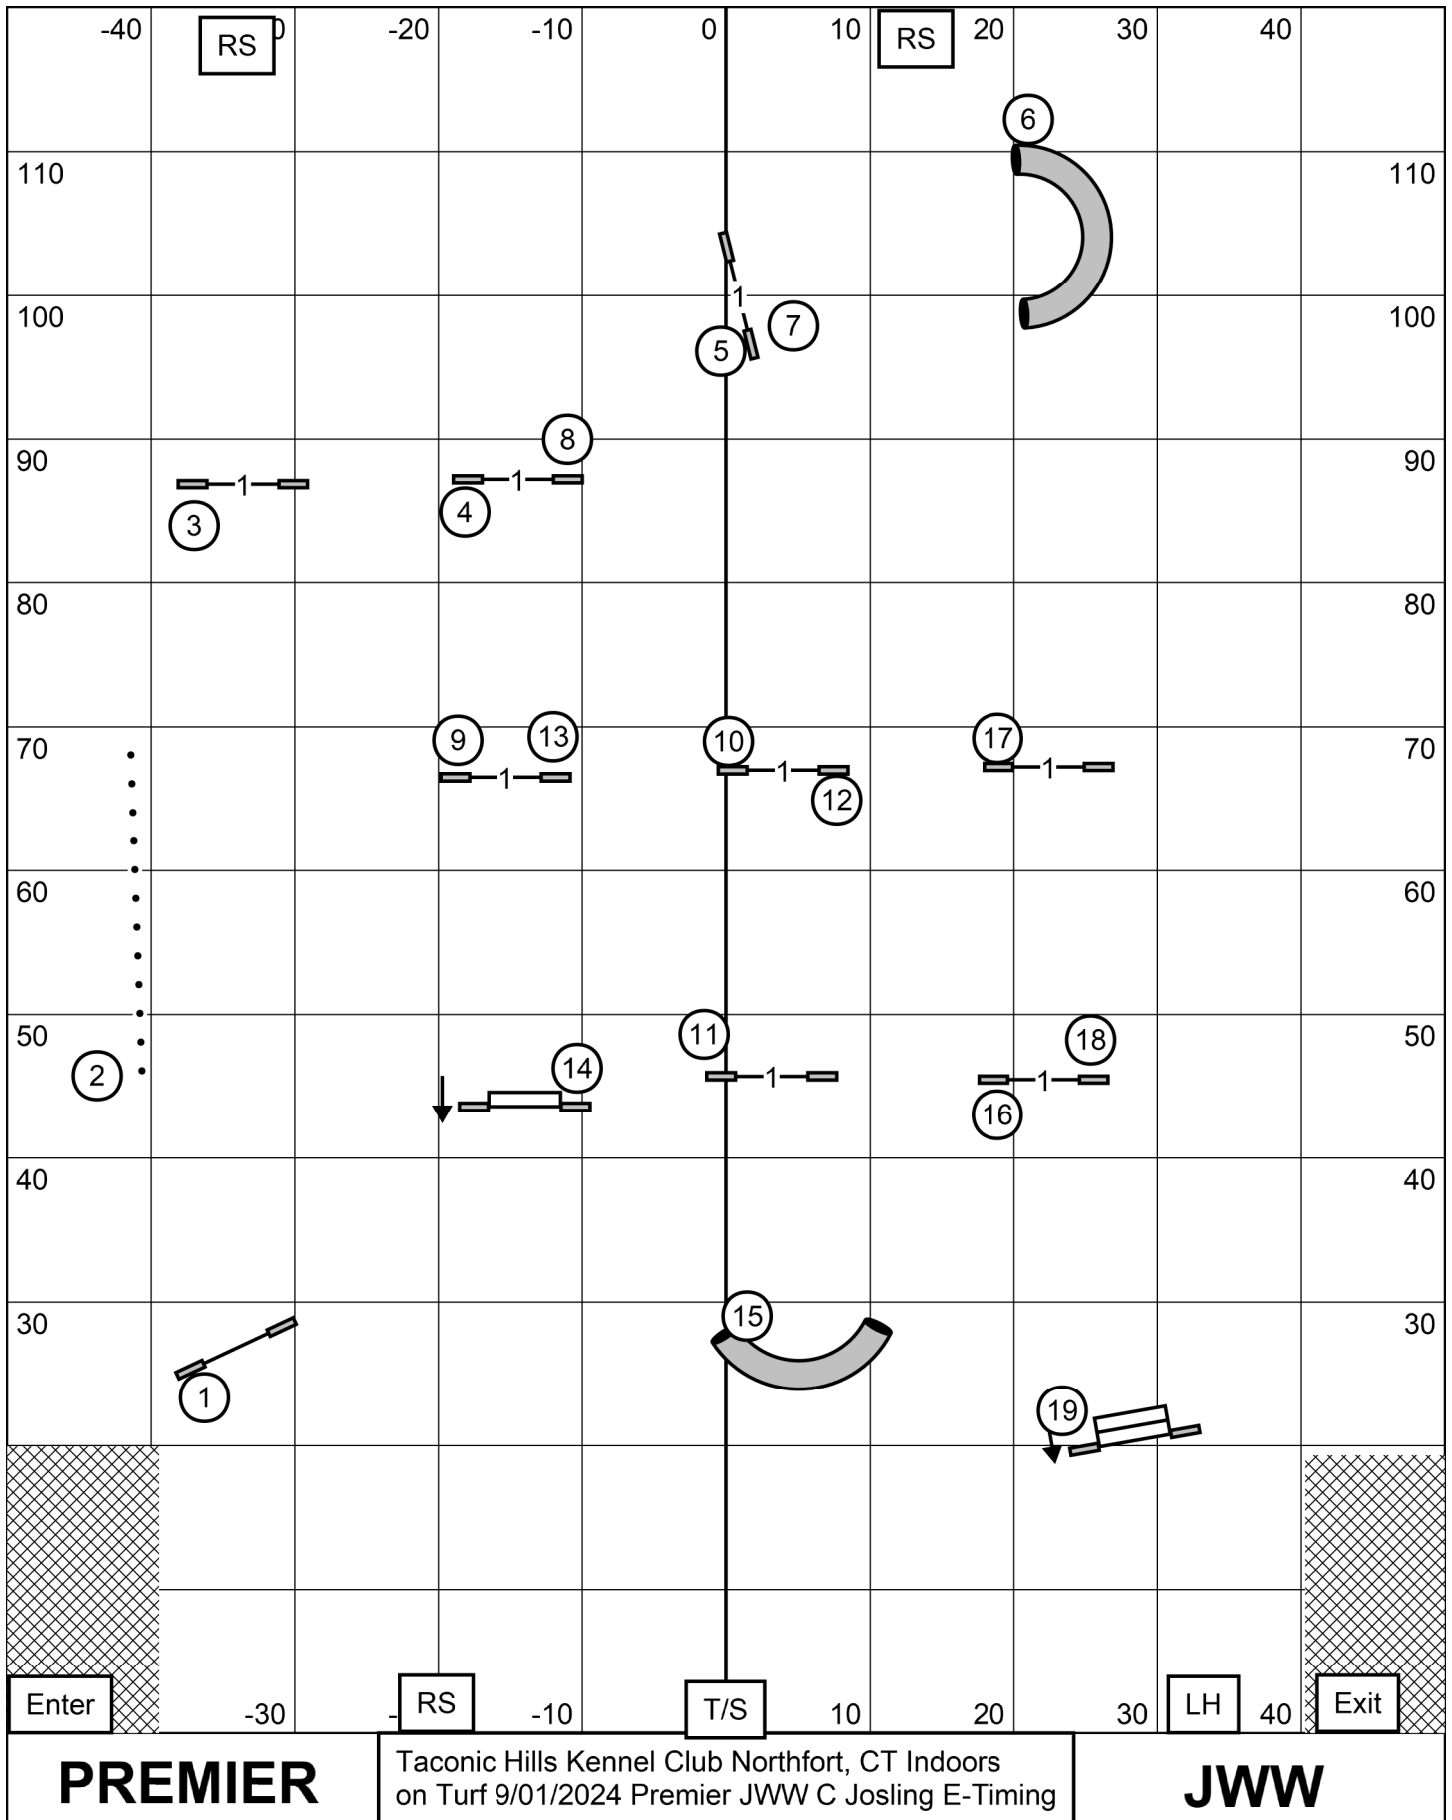 -40 RS 0 -20 -10 0 10 RS 20 30 40
6
110 110
1
100 7 100
5
8
90 90
1 1
3 4
80 80
9 13 10 17
70 1 1 1 70
12
60 60
11 18
50 50
2 14 1 1
16
40 40
30 15 30
1
19
Enter -30 - RS -10 T/S 10 20 30 LH 40 Exit
PREMIER
Taconic Hills Kennel Club Northfort, CT Indoors
on Turf 9/01/2024 Premier JWW C Josling E-Timing
JWW